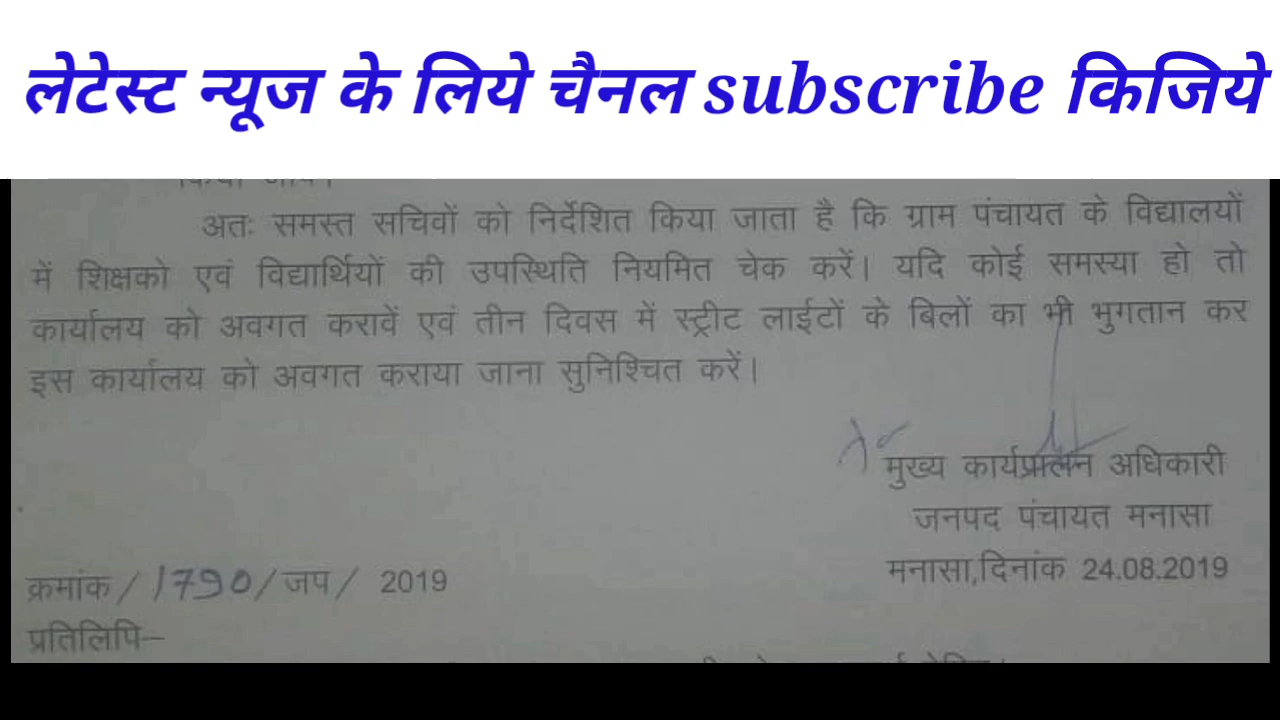 लेटेस्ट न्यूज के लिये चैनल subscribe किजिये
अतः समस्त सचिवों को निर्देशित किया जाता है कि ग्राम पंचायत के विद्यालयों
में शिक्षको एवं विद्यार्थियों की उपस्थिति नियमित चेक करें। यदि कोई समस्या हो तो
कार्यालय को अवगत करावें एवं तीन दिवस में स्ट्रीट लाईटों के बिलों का भी भुगतान कर
इस कार्यालय को अवगत कराया जाना सुनिश्चित करें।
मुख्य कार्यपालन अधिकारी
जनपद पंचायत मनासा
मनासा,दिनांक 24.08.2019
क्रमांक / 1790 / जप / 2019
प्रतिलिपि–